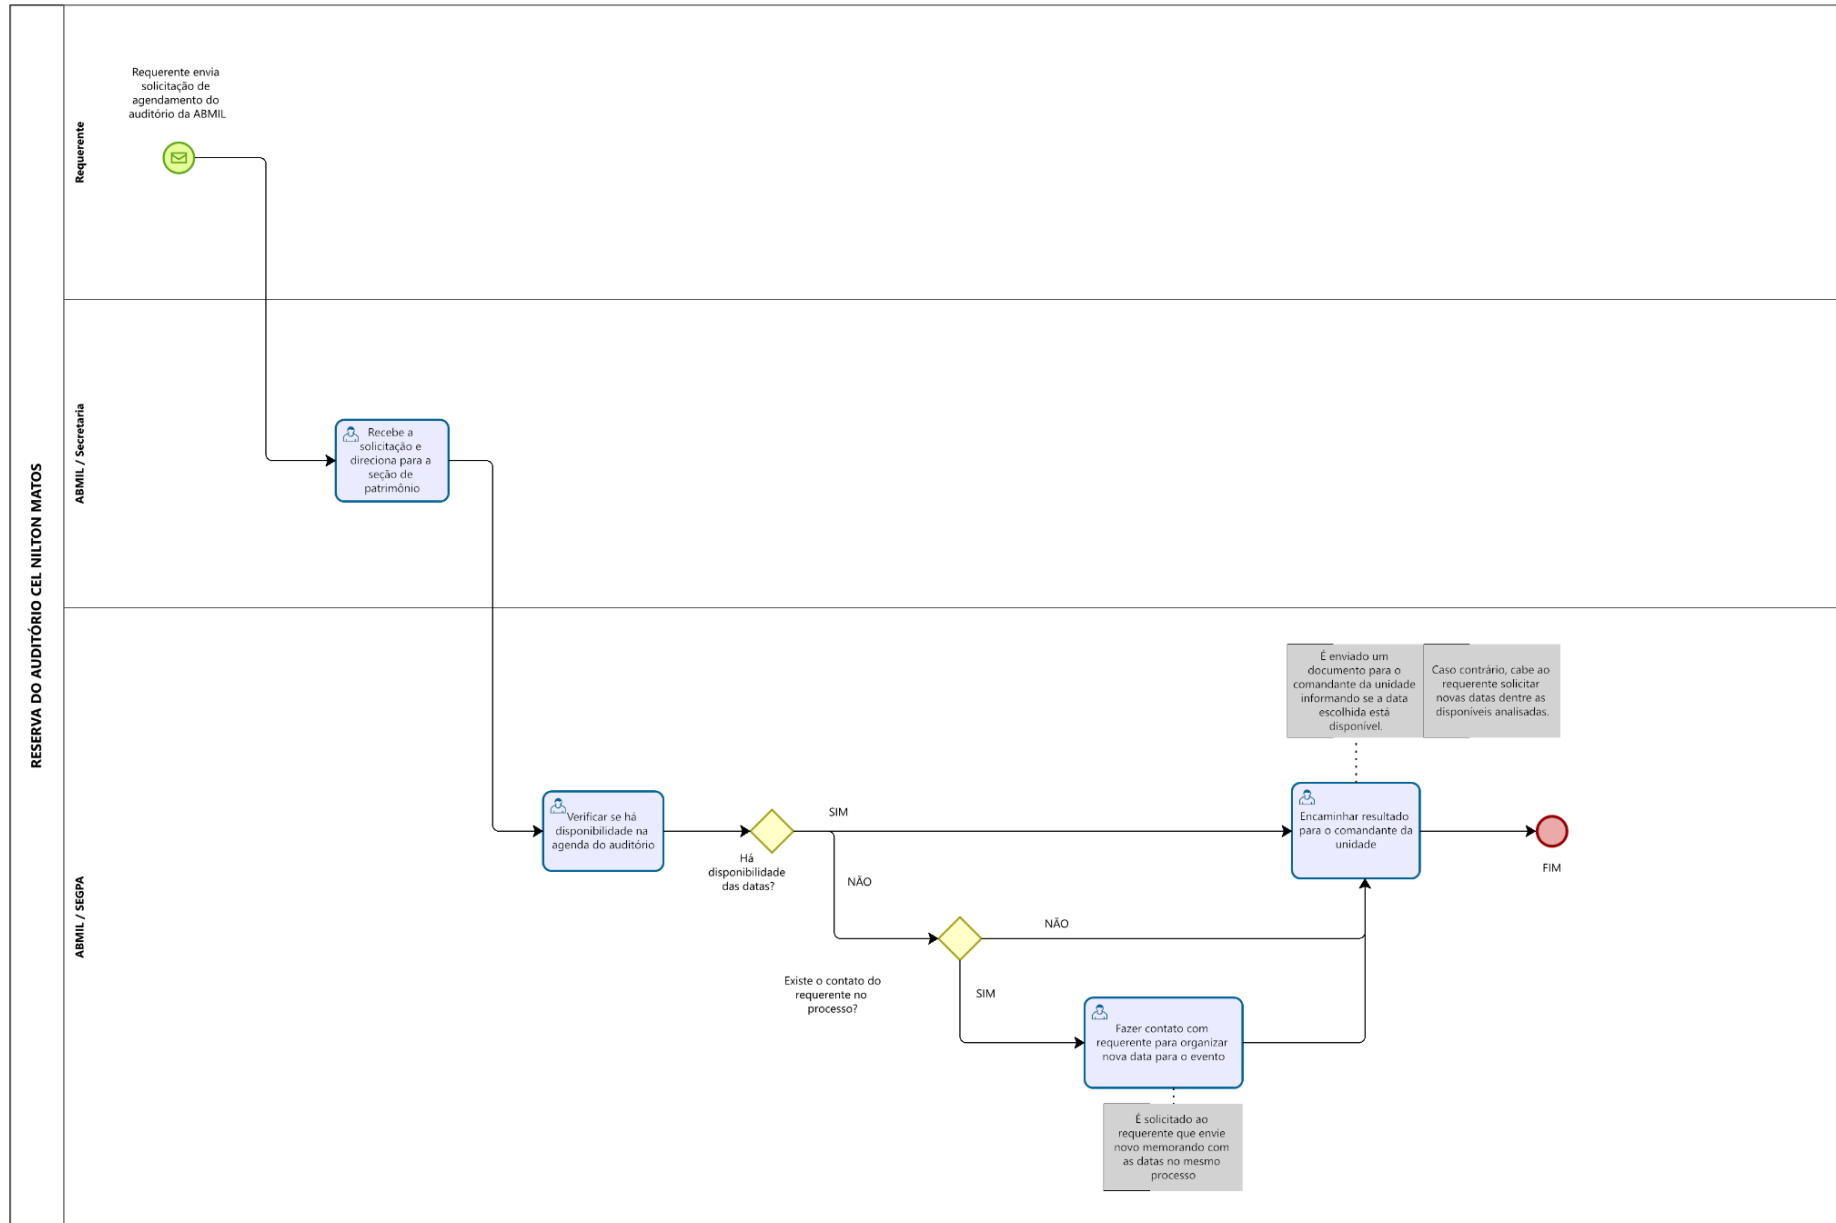 RESERVA DO AUDITÓRIO CEL NILTON MATOS
Requerente
Requerente envia
solicitação de
agendamento do
auditório da ABMIL
ABMIL / Secretaria
Recebe a
solicitação e
direciona para a
seção de
patrimônio
ABMIL / SEGPA
Verificar se há
disponibilidade na
agenda do auditório
Há
disponibilidade
das datas?
SIM
NÃO
Existe o contato do
requerente no
processo?
NÃO
SIM
Fazer contato com
requerente para organizar
nova data para o evento
É solicitado ao
requerente que envie
novo memorando com
as datas no mesmo
processo
É enviado um
documento para o
comandante da unidade
informando se a data
escolhida está
disponível.
Caso contrário, cabe ao
requerente solicitar
novas datas dentre as
disponíveis analisadas.
Encaminhar resultado
para o comandante da
unidade
FIM